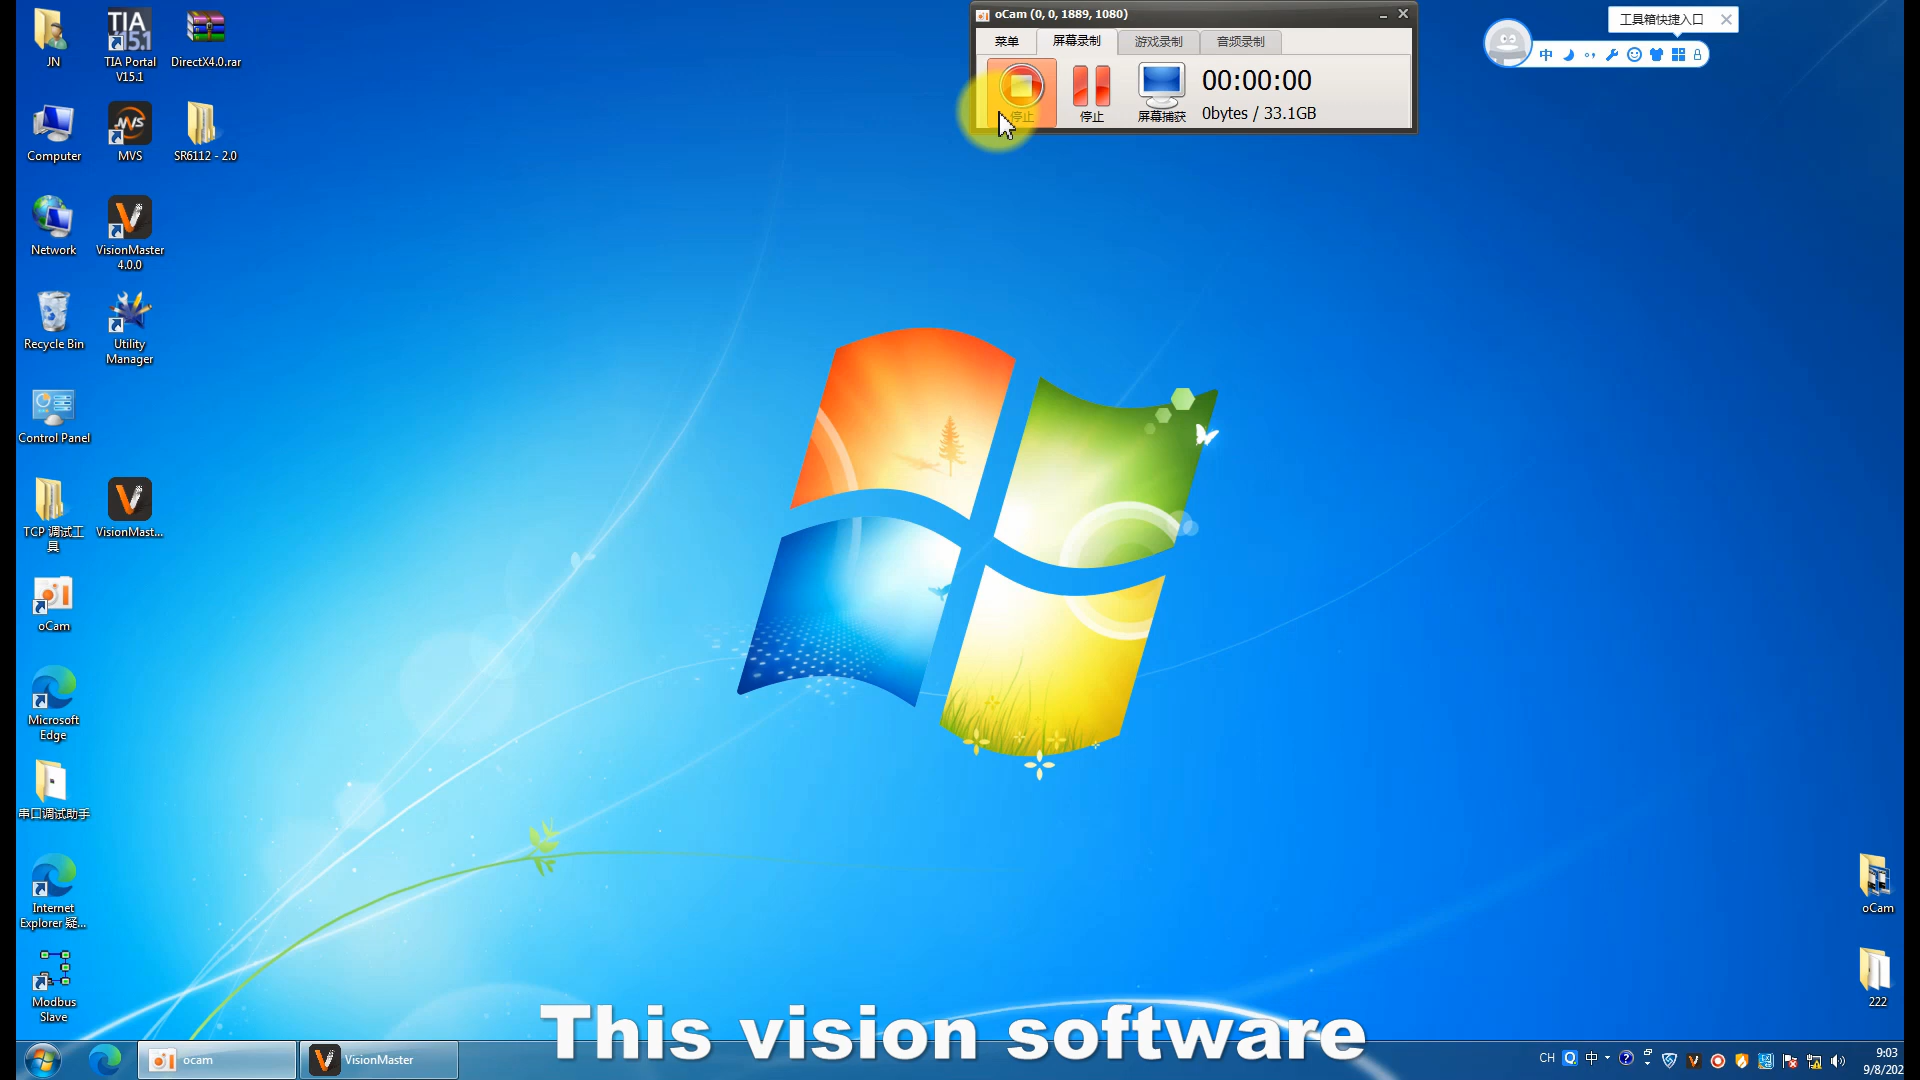 JN
TIA Portal
V15.1
DirectX4.0.rar
Computer
MVS
SR6112 - 2.0
Network
VisionMaster
4.0.0
Recycle Bin
Utility
Manager
Control Panel
TCP 调试工
具
VisionMast...
oCam
Microsoft
Edge
串口调试助手
Internet
Explorer 疑...
Modbus
Slave
oCam (0, 0, 1889, 1080)
菜单
屏幕录制
游戏录制
音频录制
停止
停止
屏幕捕获
00:00:00
0bytes / 33.1GB
工具箱快捷入口
中
oCam
222
This vision software
ocam
VisionMaster
CH
中
9:03
9/8/202